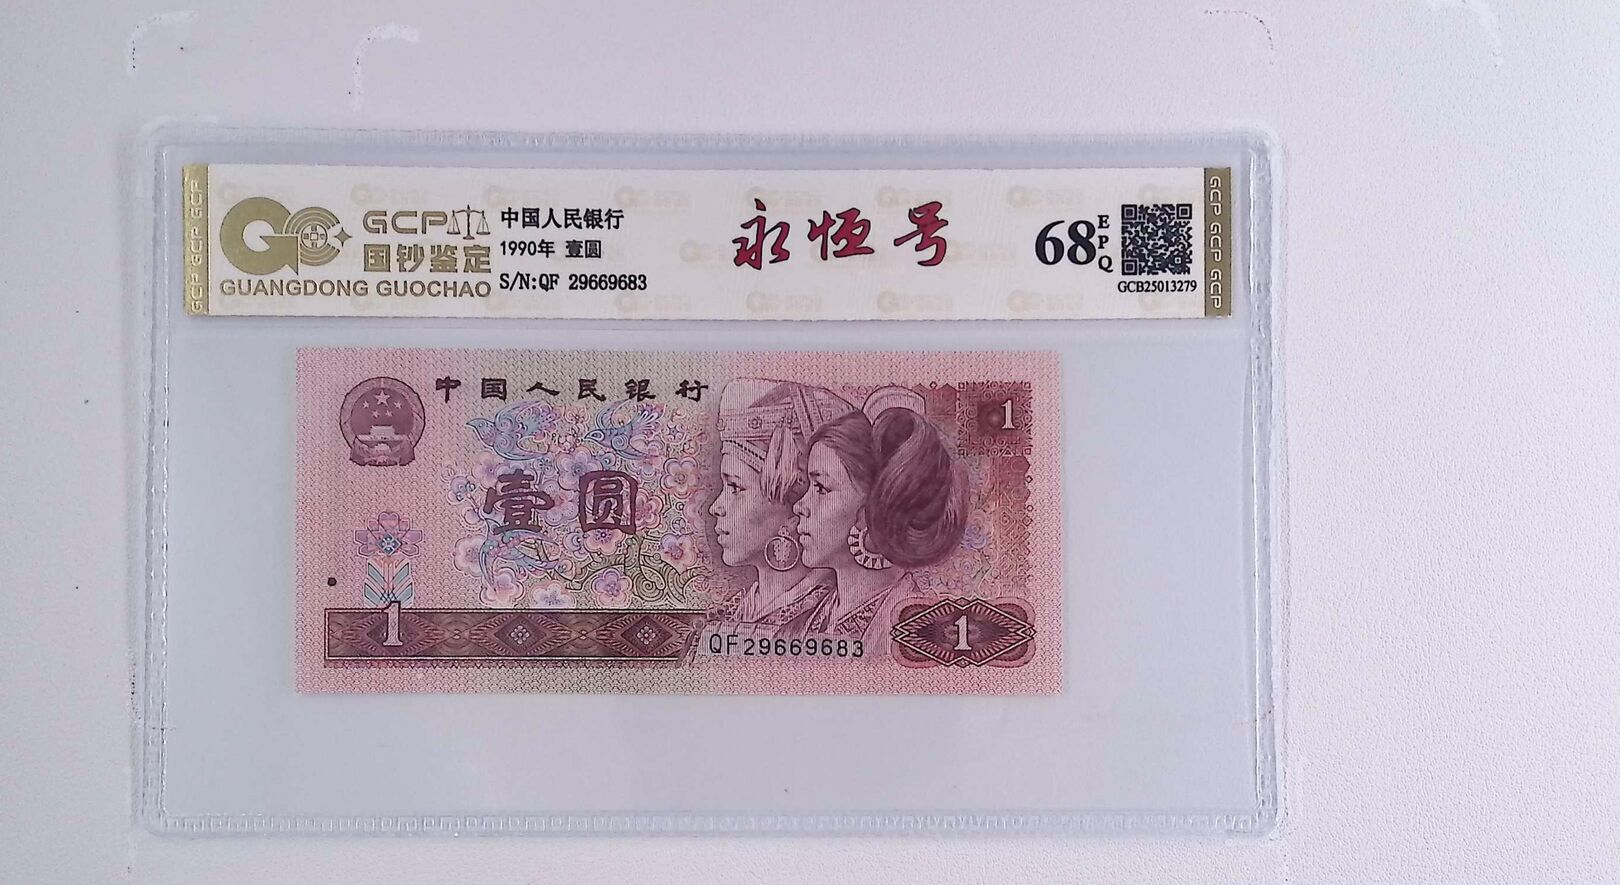 GCP GCP GCP
GCP
国钞鉴定
GUANGDONG GUOCHAO
中国人民银行
1990年 壹圆
S/N:QF 29669683
永恒号
68
EPQ
GCB25013279
GCP GCP GCP
中国人民银行
1
壹圆
1
QF29669683
1